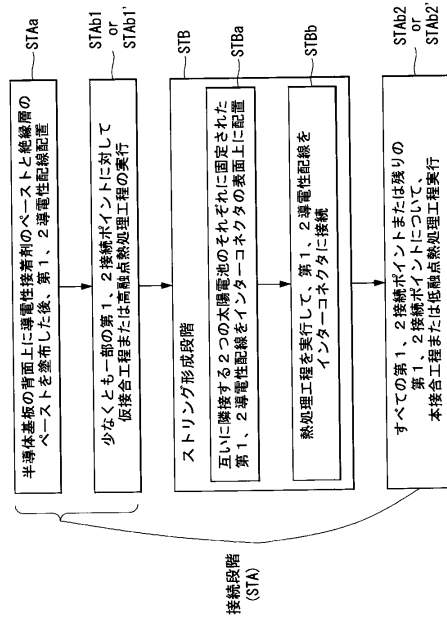 半導体基板の背面上に導電性接着剤のペーストと絶縁層の
ペーストを塗布した後、第1、2導電性配線配置
STAa
少なくとも一部の第1、2接続ポイントに対して
仮接合工程または高融点熱処理工程の実行
STAb1
or
STAb1'
ストリング形成段階
STB
互いに隣接する2つの太陽電池のそれぞれに固定された
第1、2導電性配線をインターコネクタの表面上に配置
STBa
熱処理工程を実行して、第1、2導電性配線を
インターコネクタに接続
STBb
すべての第1、2接続ポイントまたは残りの
第1、2接続ポイントについて、
本接合工程または低融点熱処理工程実行
STAb2
or
STAb2'
接続段階
(STA)